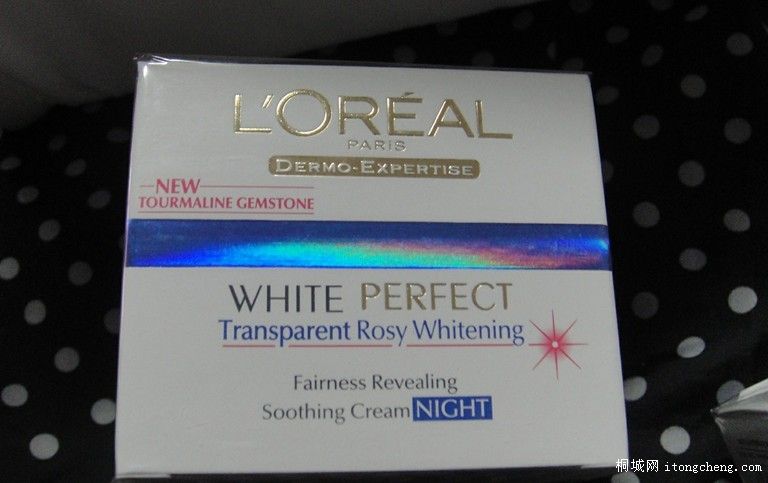 L'ORÉAL
PARIS
DERMO-EXPERTISE
NEW
TOURMALINE GEMSTONE
WHITE PERFECT
Transparent Rosy Whitening
Fairness Revealing
Soothing Cream NIGHT
桐城网 itongcheng.com